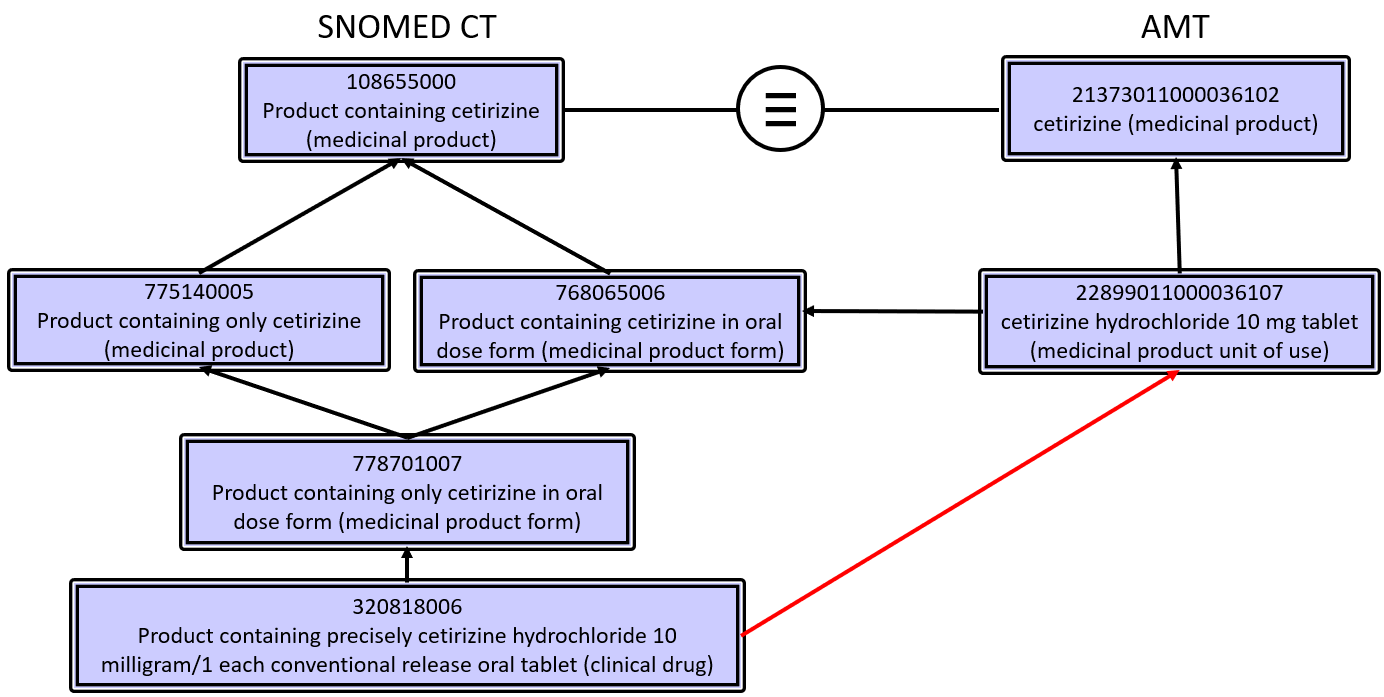 SNOMED CT
AMT
108655000
Product containing cetirizine
(medicinal product)
21373011000036102
cetirizine (medicinal product)
775140005
Product containing only cetirizine
(medicinal product)
768065006
Product containing cetirizine in oral
dose form (medicinal product form)
22899011000036107
cetirizine hydrochloride 10 mg tablet
(medicinal product unit of use)
778701007
Product containing only cetirizine in oral
dose form (medicinal product form)
320818006
Product containing precisely cetirizine hydrochloride 10
milligram/1 each conventional release oral tablet (clinical drug)